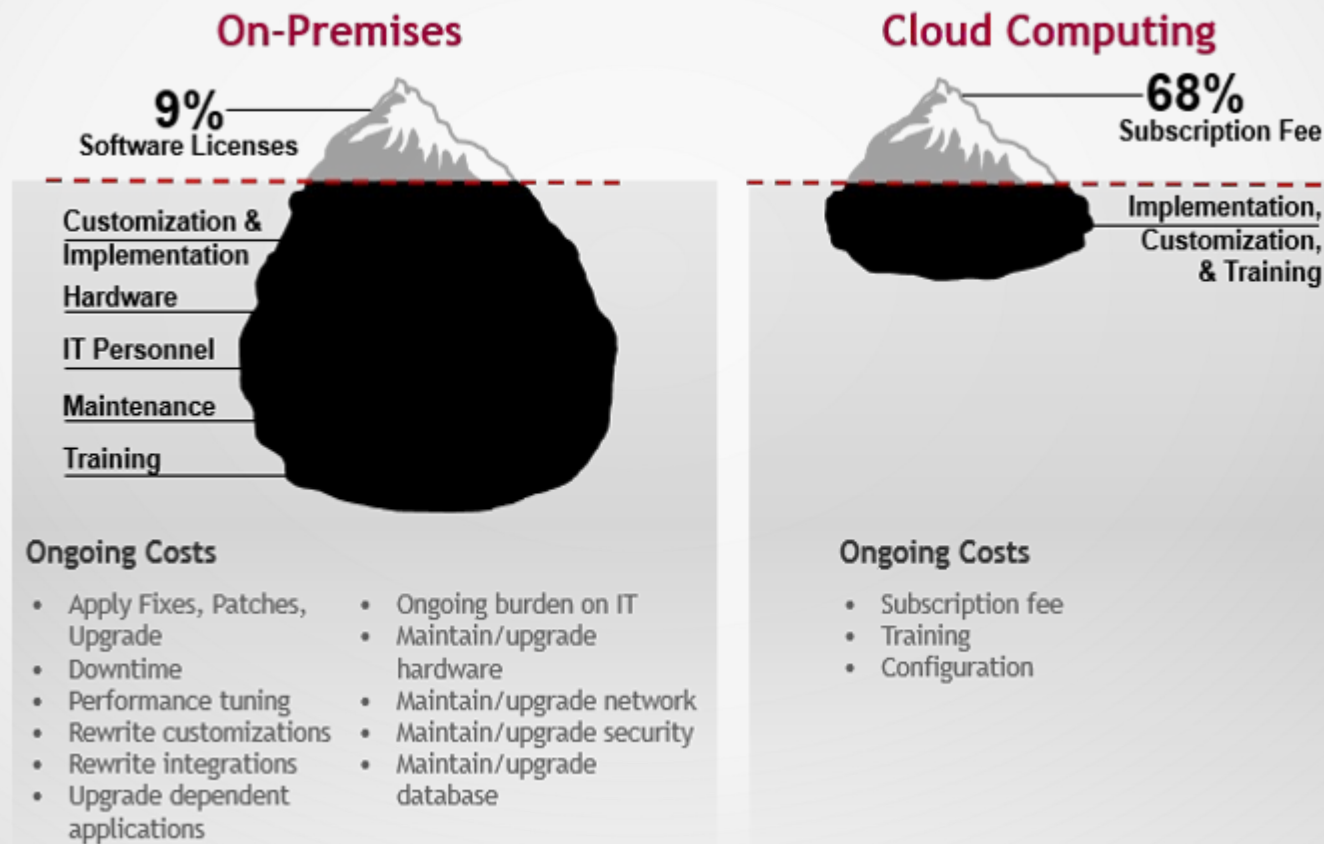 On-Premises
9%
Software Licenses
Customization &
Implementation
Hardware
IT Personnel
Maintenance
Training
Ongoing Costs
• Apply Fixes, Patches,
Upgrade
• Downtime
• Performance tuning
• Rewrite customizations
• Rewrite integrations
• Upgrade dependent
applications
• Ongoing burden on IT
• Maintain/upgrade
hardware
• Maintain/upgrade network
• Maintain/upgrade security
• Maintain/upgrade
database
Cloud Computing
68%
Subscription Fee
Implementation,
Customization,
& Training
Ongoing Costs
• Subscription fee
• Training
• Configuration